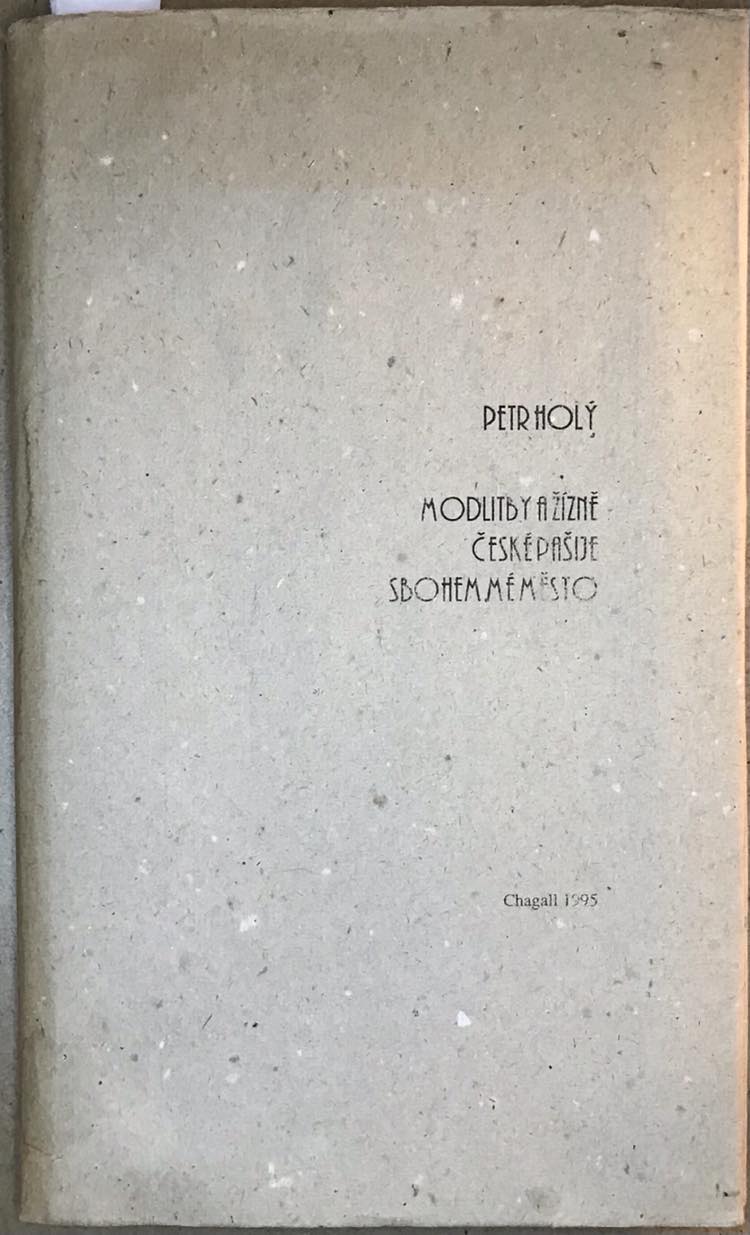 PETR HOLÝ
MODLITBY A ŽÍZNĚ
ČESKÉ PAŠIJE
SBOHEM, MÉ MĚSTO
Chagall 1995